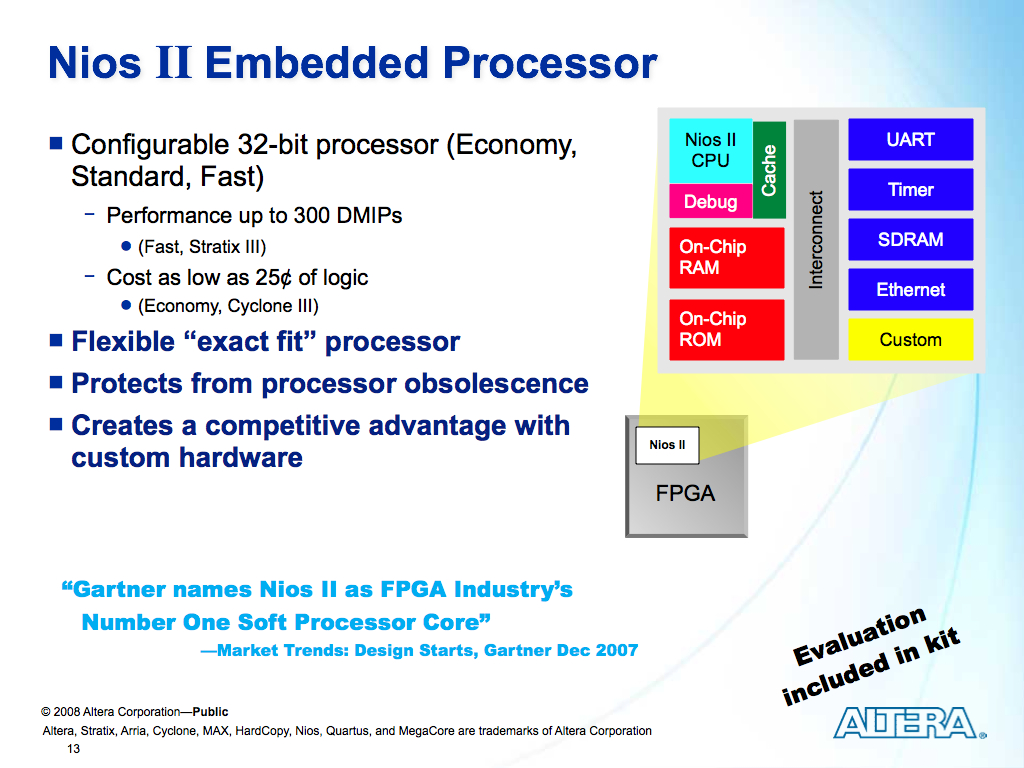 Nios II Embedded Processor
Configurable 32-bit processor (Economy,
Standard, Fast)
– Performance up to 300 DMIPs
(Fast, Stratix III)
– Cost as low as 25¢ of logic
(Economy, Cyclone III)
Flexible “exact fit” processor
Protects from processor obsolescence
Creates a competitive advantage with
custom hardware
Nios II
CPU
Debug
Cache
On-Chip
RAM
On-Chip
ROM
Interconnect
UART
Timer
SDRAM
Ethernet
Custom
Nios II
FPGA
“Gartner names Nios II as FPGA Industry’s
Number One Soft Processor Core”
—Market Trends: Design Starts, Gartner Dec 2007
Evaluation
included in kit
© 2008 Altera Corporation—Public
Altera, Stratix, Arria, Cyclone, MAX, HardCopy, Nios, Quartus, and MegaCore are trademarks of Altera Corporation
13
ALTERA®